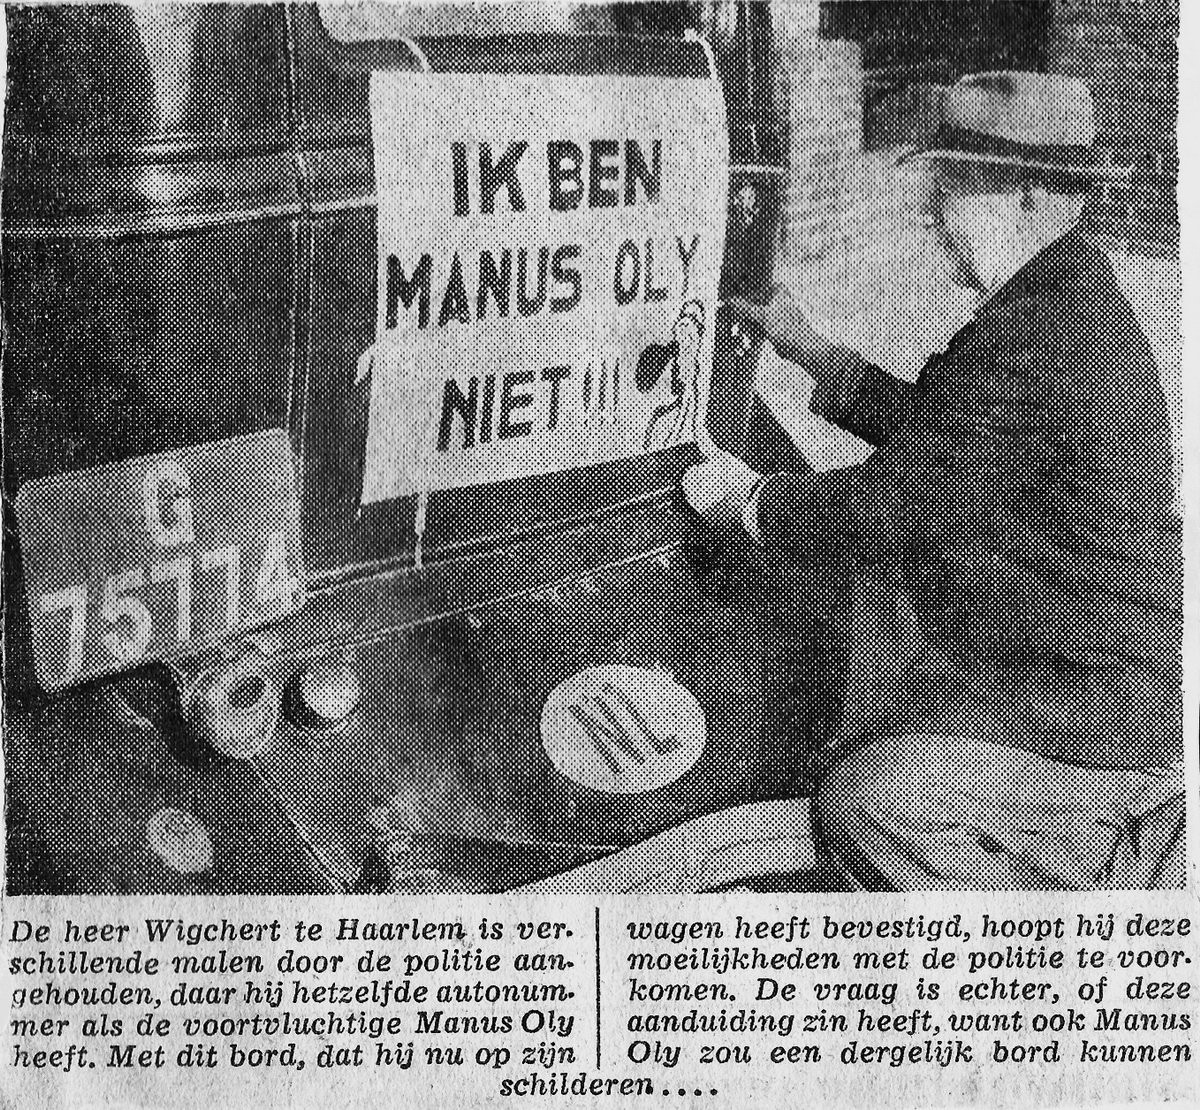 IK BEN
MANUS OLY
NIET!!!
G
75774
NL
De heer Wigchert te Haarlem is ver-
schillende malen door de politie aan-
gehouden, daar hij hetzelfde autonum-
mer als de voortvluchtige Manus Oly
heeft. Met dit bord, dat hij nu op zijn
wagen heeft bevestigd, hoopt hij deze
moeilijkheden met de politie te voor-
komen. De vraag is echter, of deze
aanduiding zin heeft, want ook Manus
Oly zou een dergelijk bord kunnen
schilderen....